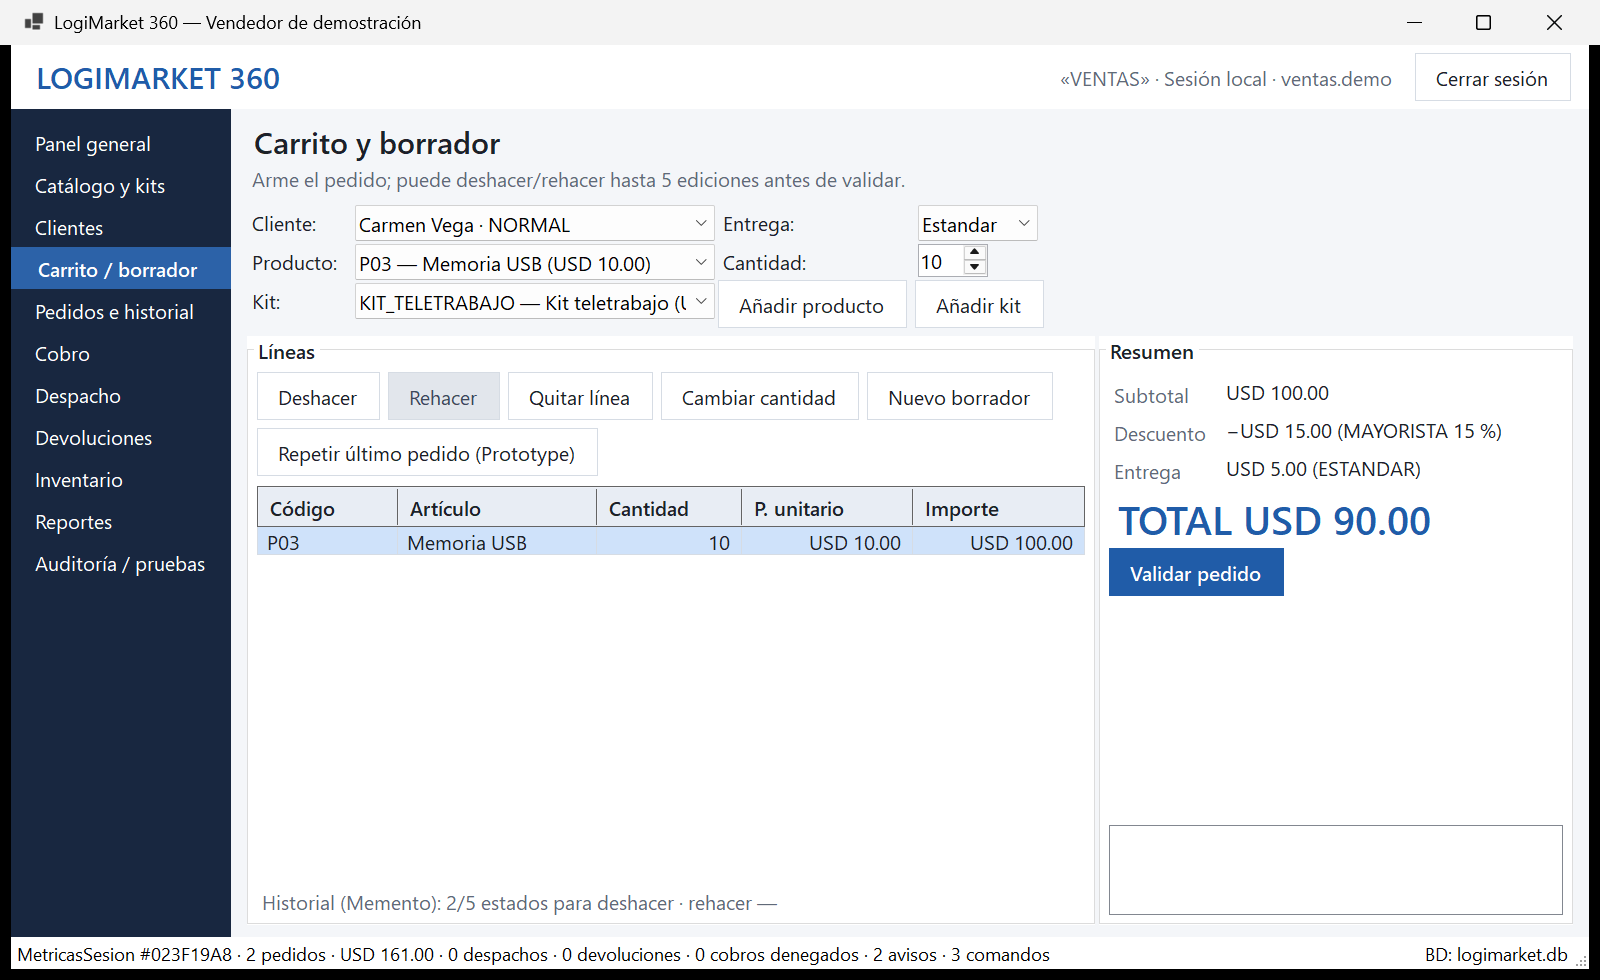 LogiMarket 360 — Vendedor de demostración
LOGIMARKET 360
«VENTAS» · Sesión local · ventas.demo
Cerrar sesión
Panel general
Catálogo y kits
Clientes
Carrito / borrador
Pedidos e historial
Cobro
Despacho
Devoluciones
Inventario
Reportes
Auditoría / pruebas
Carrito y borrador
Arme el pedido; puede deshacer/rehacer hasta 5 ediciones antes de validar.
Cliente: Carmen Vega · NORMAL Entrega: Estandar
Producto: P03 — Memoria USB (USD 10.00) Cantidad: 10
Kit: KIT_TELETRABAJO — Kit teletrabajo (U Añadir producto Añadir kit
Líneas
Deshacer Rehacer Quitar línea Cambiar cantidad Nuevo borrador
Repetir último pedido (Prototype)
Código Artículo Cantidad P. unitario Importe
P03 Memoria USB 10 USD 10.00 USD 100.00
Historial (Memento): 2/5 estados para deshacer · rehacer —
Resumen
Subtotal USD 100.00
Descuento −USD 15.00 (MAYORISTA 15 %)
Entrega USD 5.00 (ESTANDAR)
TOTAL USD 90.00
Validar pedido
MetricasSesion #023F19A8 · 2 pedidos · USD 161.00 · 0 despachos · 0 devoluciones · 0 cobros denegados · 2 avisos · 3 comandos
BD: logimarket.db